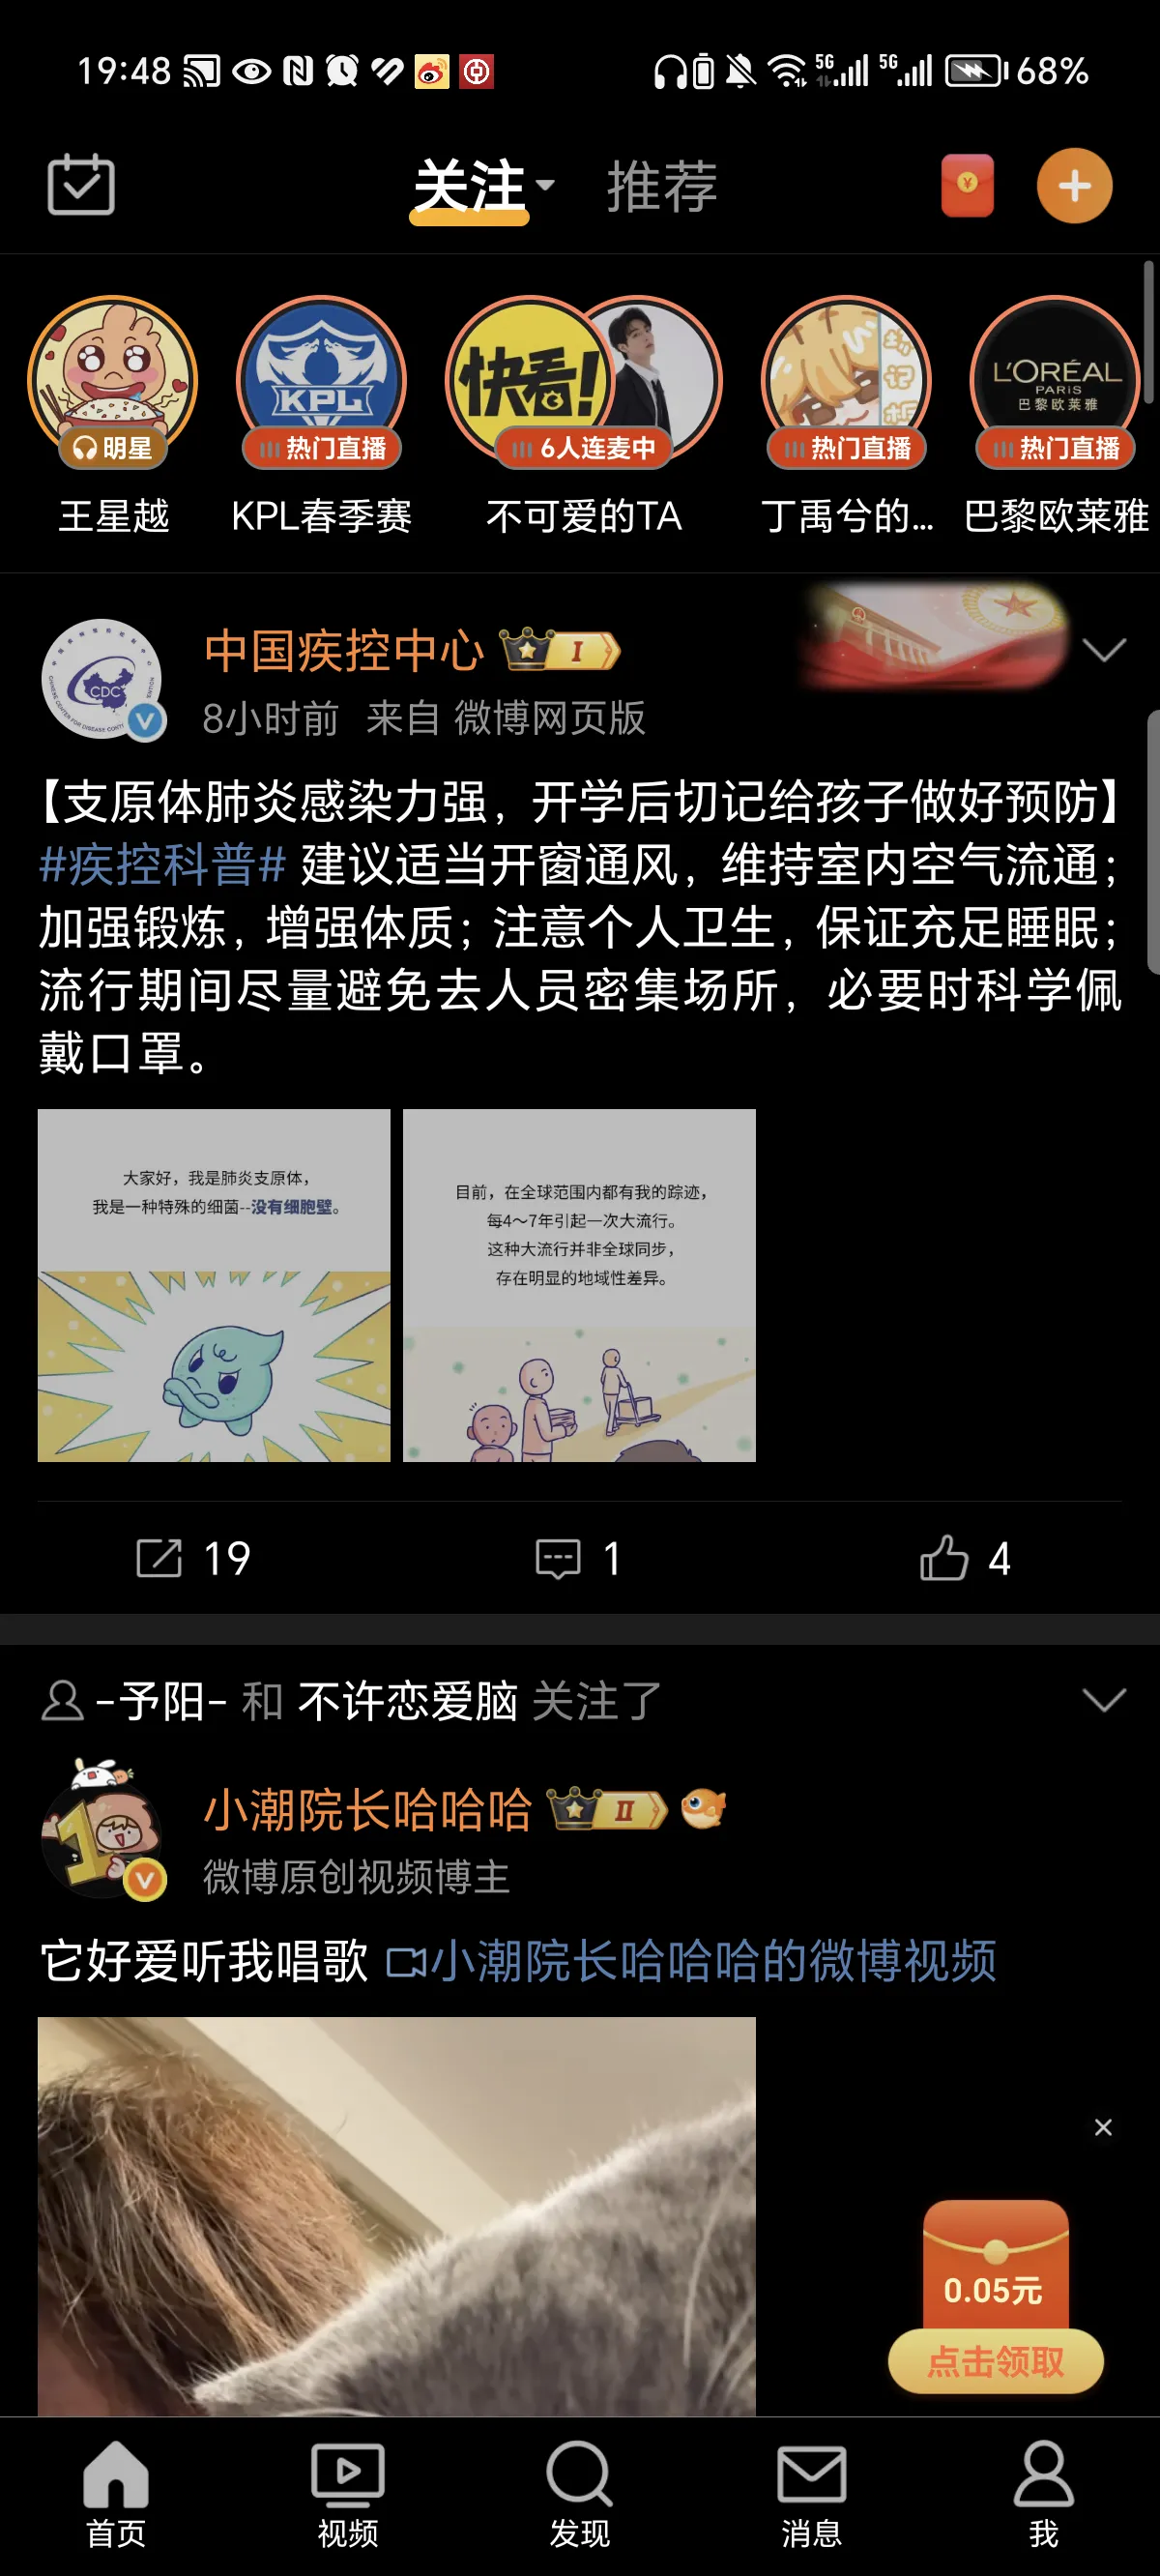 19:48 5G 5G 68%
关注 推荐
快看!
KPL
L'ORÉAL
PARIS
巴黎欧莱雅
明星 热门直播 6人连麦中 热门直播 热门直播
王星越 KPL春季赛 不可爱的TA 丁禹兮的... 巴黎欧莱雅
中国疾控中心 I
CDC
8小时前 来自 微博网页版
【支原体肺炎感染力强，开学后切记给孩子做好预防】
#疾控科普# 建议适当开窗通风，维持室内空气流通；
加强锻炼，增强体质；注意个人卫生，保证充足睡眠；
流行期间尽量避免去人员密集场所，必要时科学佩
戴口罩。
大家好，我是肺炎支原体，
我是一种特殊的细菌--没有细胞壁。
目前，在全球范围内都有我的踪迹，
每4～7年引起一次大流行。
这种大流行并非全球同步，
存在明显的地域性差异。
19 1 4
-予阳- 和 不许恋爱脑 关注了
小潮院长哈哈哈 II
微博原创视频博主
它好爱听我唱歌 小潮院长哈哈哈的微博视频
0.05元
点击领取
首页 视频 发现 消息 我